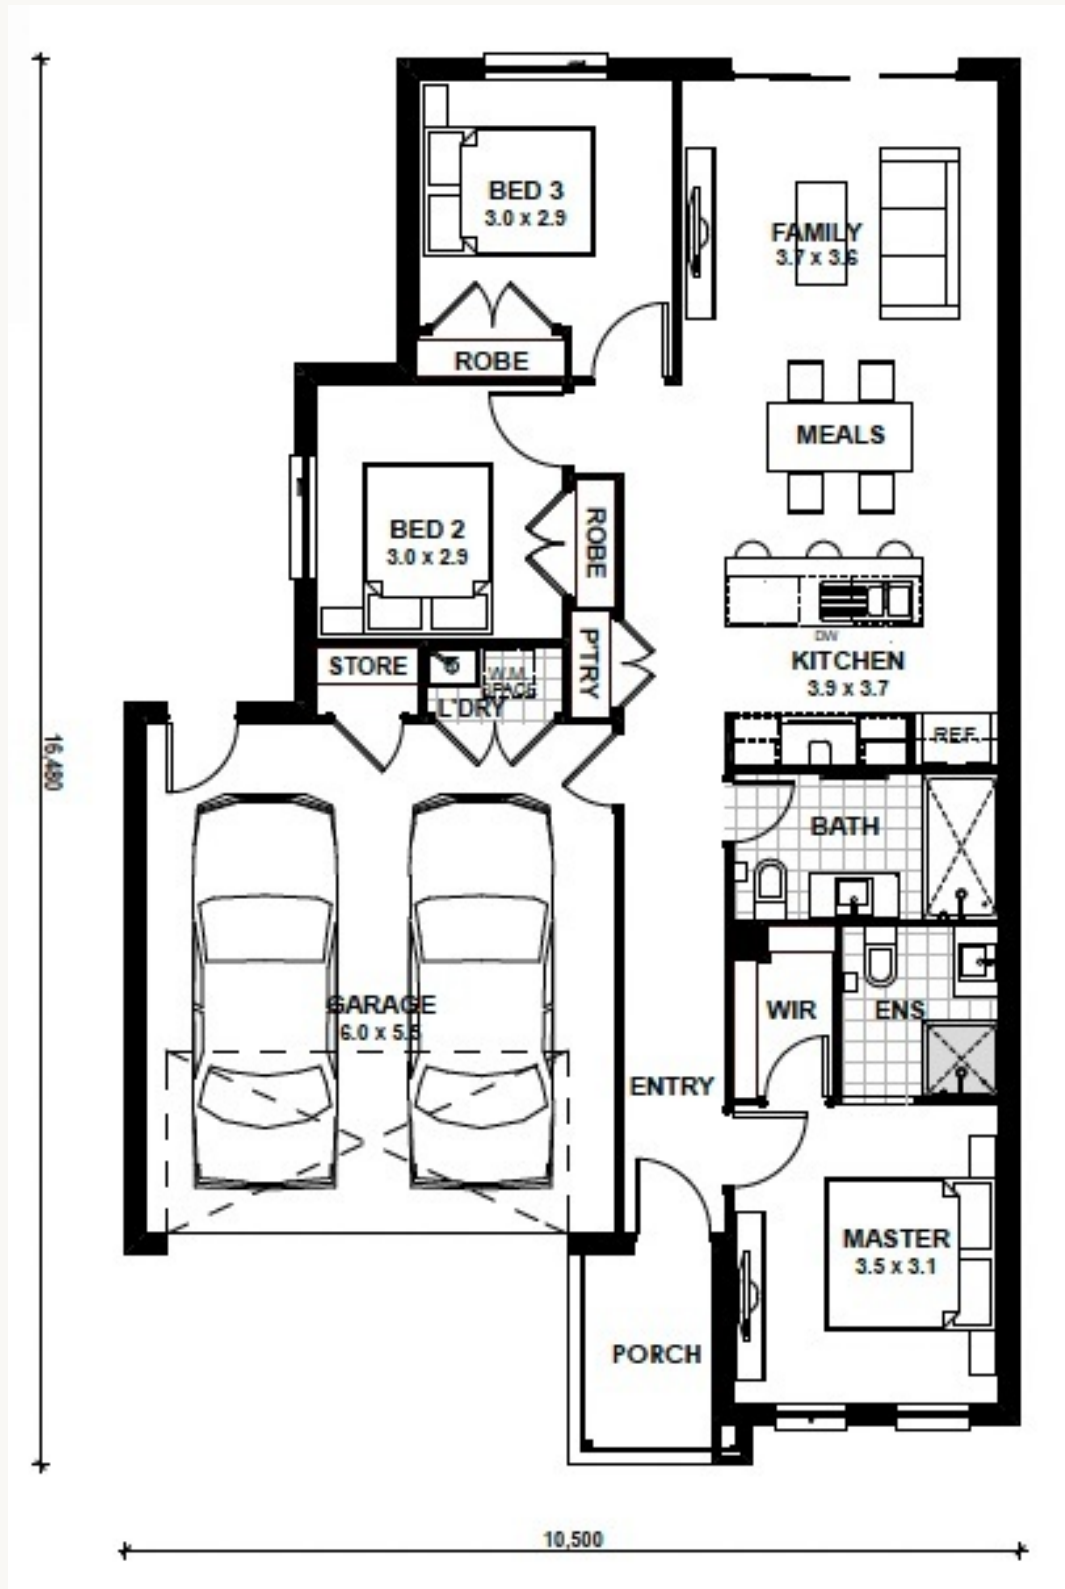 BED 3
3.0 x 2.9
FAMILY
3.7 x 3.6
ROBE
MEALS
BED 2
3.0 x 2.9
ROBE
DW
KITCHEN
3.9 x 3.7
STORE
W.M.
SPACE
L'DRY
P'TRY
REF.
16,480
BATH
GARAGE
6.0 x 5.5
WIR
ENS
ENTRY
MASTER
3.5 x 3.1
PORCH
10,500